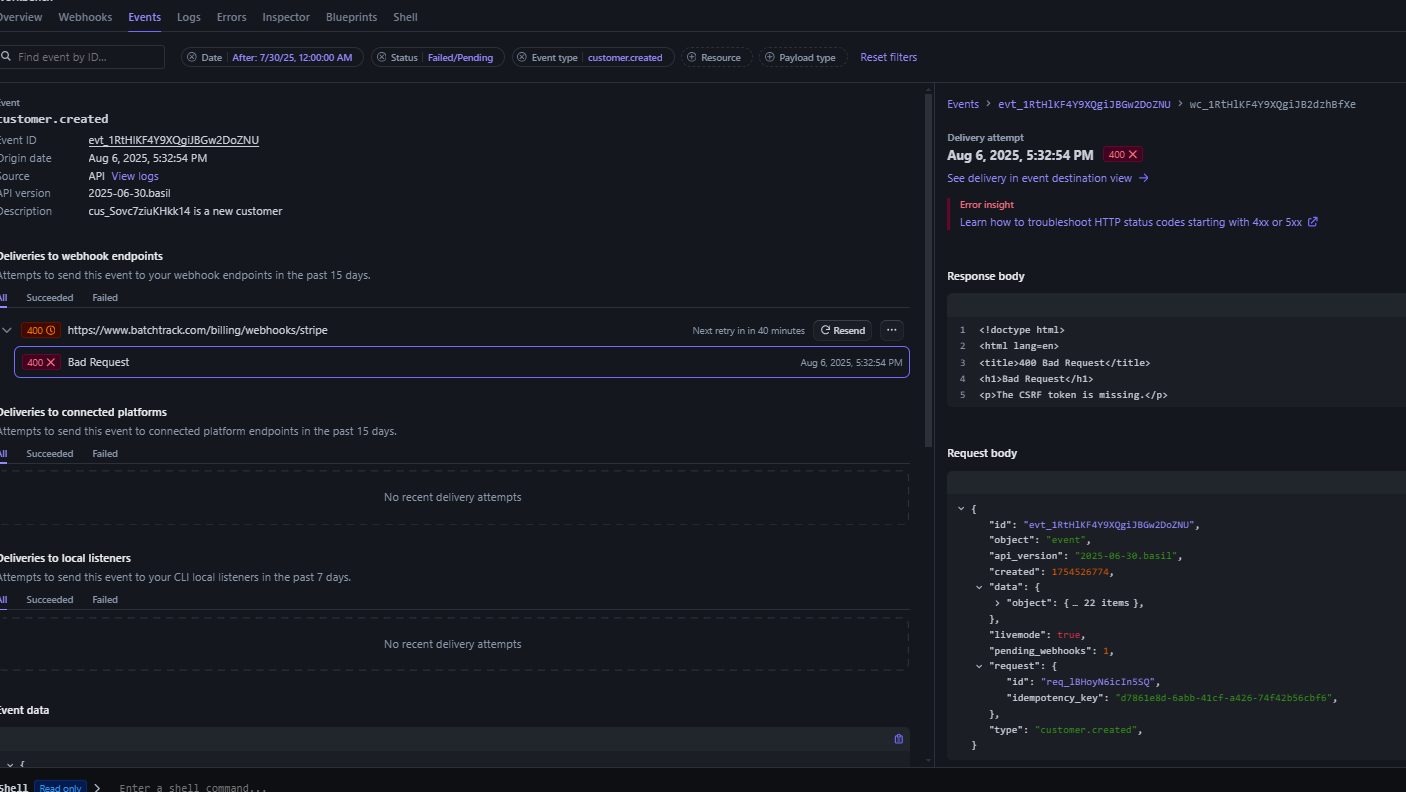 Overview Webhooks Events Logs Errors Inspector Blueprints Shell
Find event by ID... Date After: 7/30/25, 12:00:00 AM Status Failed/Pending Event type customer.created Resource Payload type Reset filters
Event
customer.created
Event ID evt_1RtHlKF4Y9XQgiJBGw2DoZNU
Origin date Aug 6, 2025, 5:32:54 PM
Source API View logs
API version 2025-06-30.basil
Description cus_Sovc7ziuKHkk14 is a new customer
Deliveries to webhook endpoints
Attempts to send this event to your webhook endpoints in the past 15 days.
All Succeeded Failed
400 https://www.batchtrack.com/billing/webhooks/stripe Next retry in in 40 minutes Resend ...
400 Bad Request Aug 6, 2025, 5:32:54 PM
Deliveries to connected platforms
Attempts to send this event to connected platform endpoints in the past 15 days.
All Succeeded Failed
No recent delivery attempts
Deliveries to local listeners
Attempts to send this event to your CLI local listeners in the past 7 days.
All Succeeded Failed
No recent delivery attempts
Event data
{
Events > evt_1RtHlKF4Y9XQgiJBGw2DoZNU > wc_1RtHlKF4Y9XQgiJB2dzhBfXe
Delivery attempt
Aug 6, 2025, 5:32:54 PM 400
See delivery in event destination view →
Error insight
Learn how to troubleshoot HTTP status codes starting with 4xx or 5xx
Response body
1 <!doctype html>
2 <html lang=en>
3 <title>400 Bad Request</title>
4 <h1>Bad Request</h1>
5 <p>The CSRF token is missing.</p>
Request body
{
"id": "evt_1RtHlKF4Y9XQgiJBGw2DoZNU",
"object": "event",
"api_version": "2025-06-30.basil",
"created": 1754526774,
"data": {
"object": { … 22 items },
},
"livemode": true,
"pending_webhooks": 1,
"request": {
"id": "req_lBHoyN6icIn5SQ",
"idempotency_key": "d7861e8d-6abb-41cf-a426-74f42b56cbf6",
},
"type": "customer.created",
}
Shell Read only > Enter a shell command...